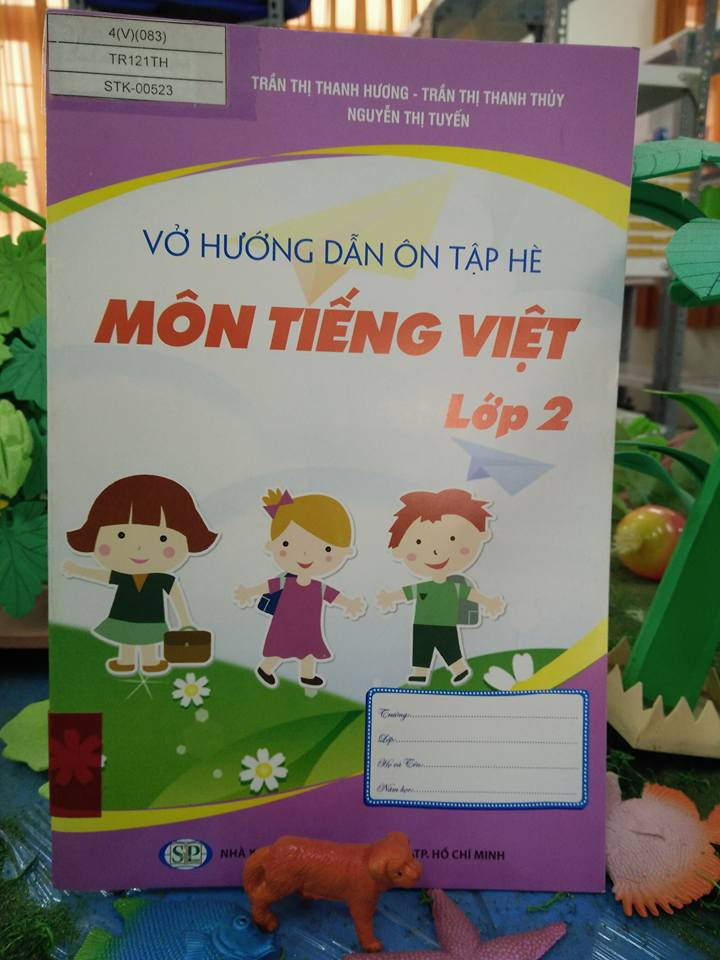 4(V)(083)
TR121TH
STK-00523
TRẦN THỊ THANH HƯƠNG - TRẦN THỊ THANH THỦY
NGUYỄN THỊ TUYẾN
VỞ HƯỚNG DẪN ÔN TẬP HÈ
MÔN TIẾNG VIỆT
Lớp 2
Trường:
Lớp:
Họ và Tên:
Năm học:
SP NHÀ TP. HỒ CHÍ MINH